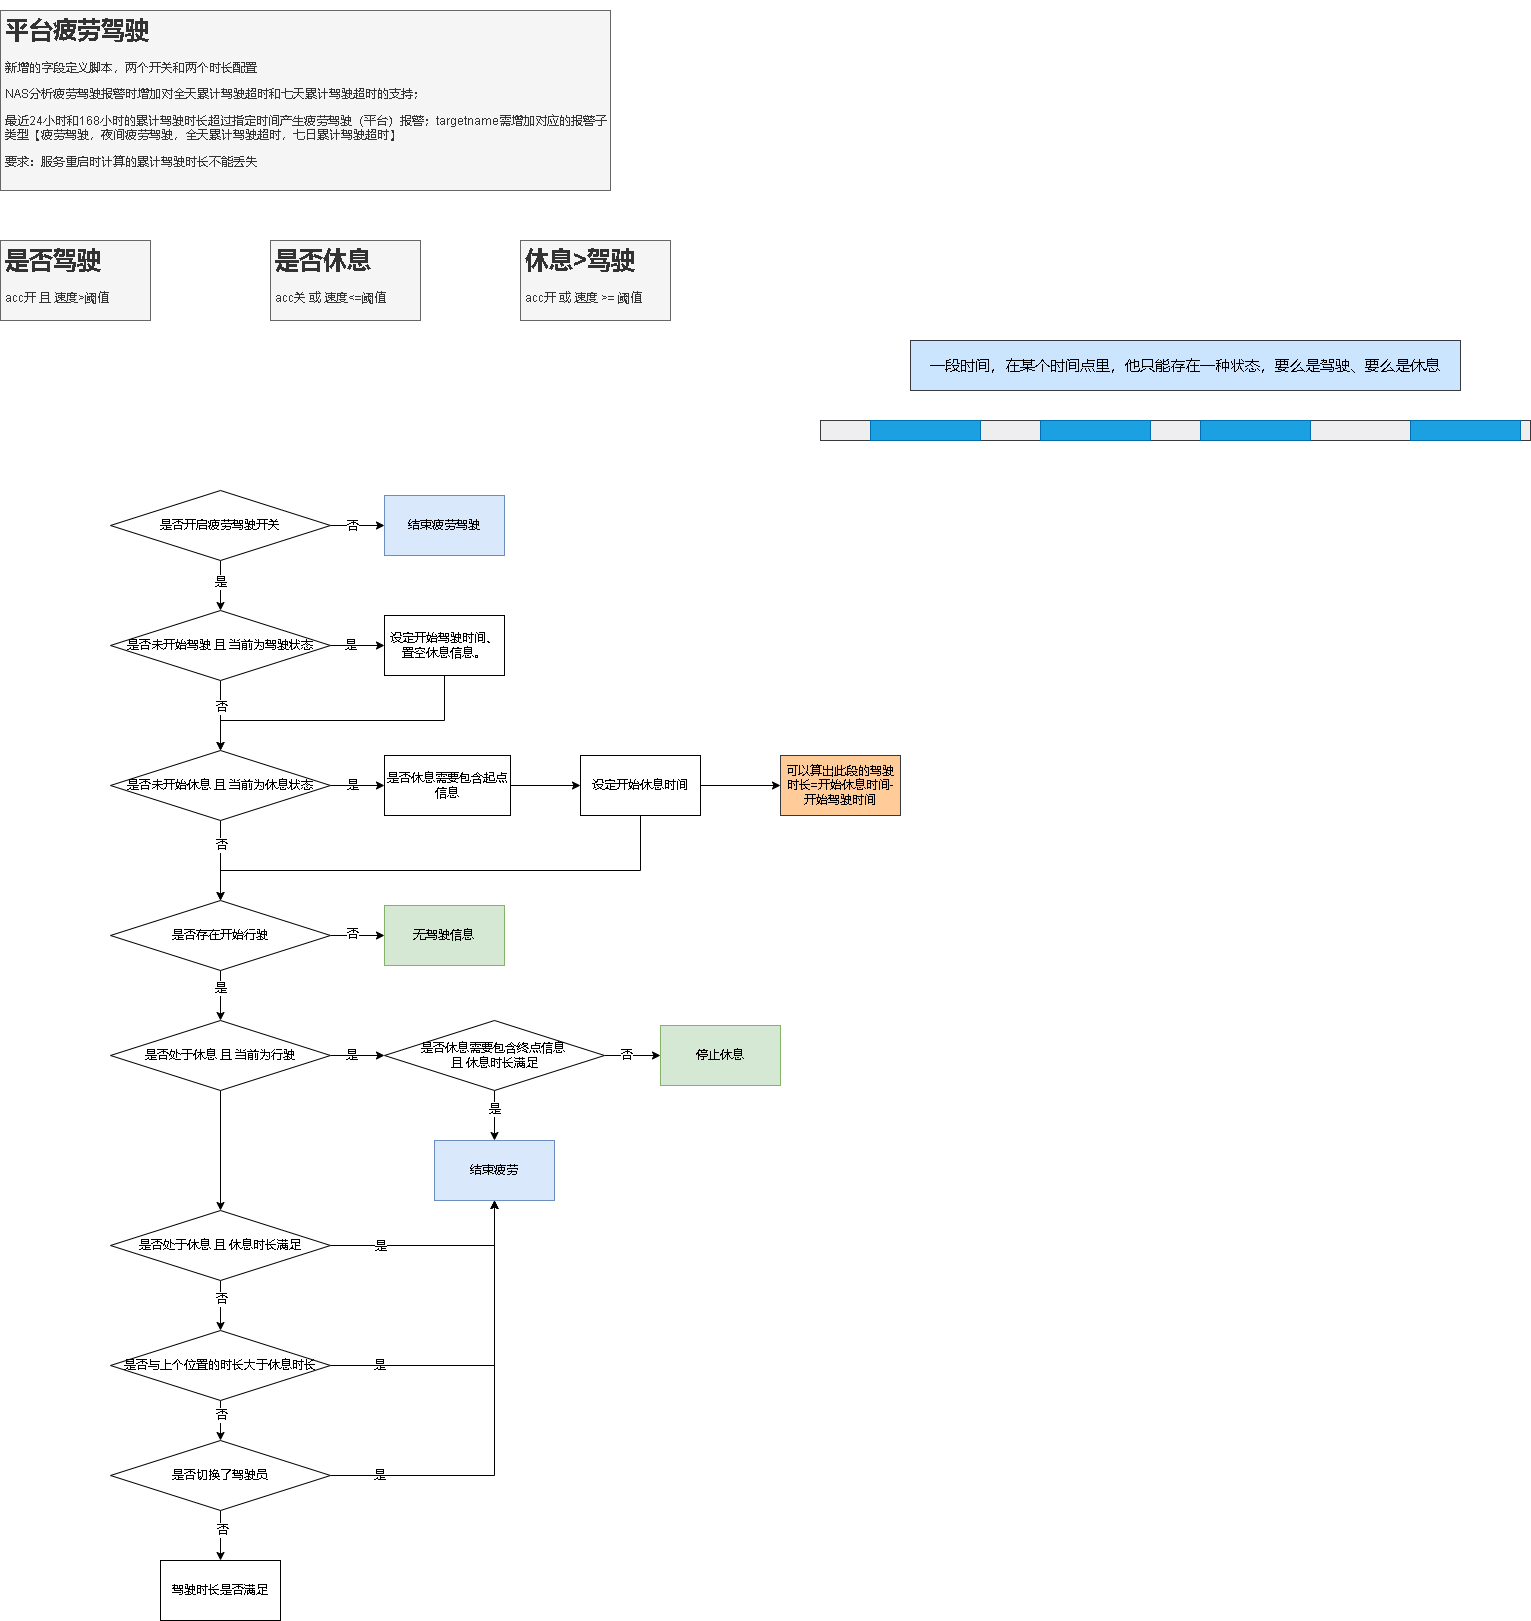 平台疲劳驾驶
新增的字段定义脚本，两个开关和两个时长配置
NAS分析疲劳驾驶报警时增加对全天累计驾驶超时和七天累计驾驶超时的支持；
最近24小时和168小时的累计驾驶时长超过指定时间产生疲劳驾驶（平台）报警；targetname需增加对应的报警子
类型【疲劳驾驶，夜间疲劳驾驶，全天累计驾驶超时，七日累计驾驶超时】
要求：服务重启时计算的累计驾驶时长不能丢失
是否驾驶
acc开 且 速度>阈值
是否休息
acc关 或 速度<=阈值
休息>驾驶
acc开 或 速度 >= 阈值
一段时间，在某个时间点里，他只能存在一种状态，要么是驾驶、要么是休息
是否开启疲劳驾驶开关
否
结束疲劳驾驶
是
是否未开始驾驶 且 当前为驾驶状态
是
设定开始驾驶时间、
置空休息信息。
否
是否未开始休息 且 当前为休息状态
是
是否休息需要包含起点
信息
设定开始休息时间
可以算出此段的驾驶
时长=开始休息时间-
开始驾驶时间
否
是否存在开始行驶
否
无驾驶信息
是
是否处于休息 且 当前为行驶
是
是否休息需要包含终点信息
且 休息时长满足
否
停止休息
是
结束疲劳
是否处于休息 且 休息时长满足
是
否
是否与上个位置的时长大于休息时长
是
否
是否切换了驾驶员
是
否
驾驶时长是否满足